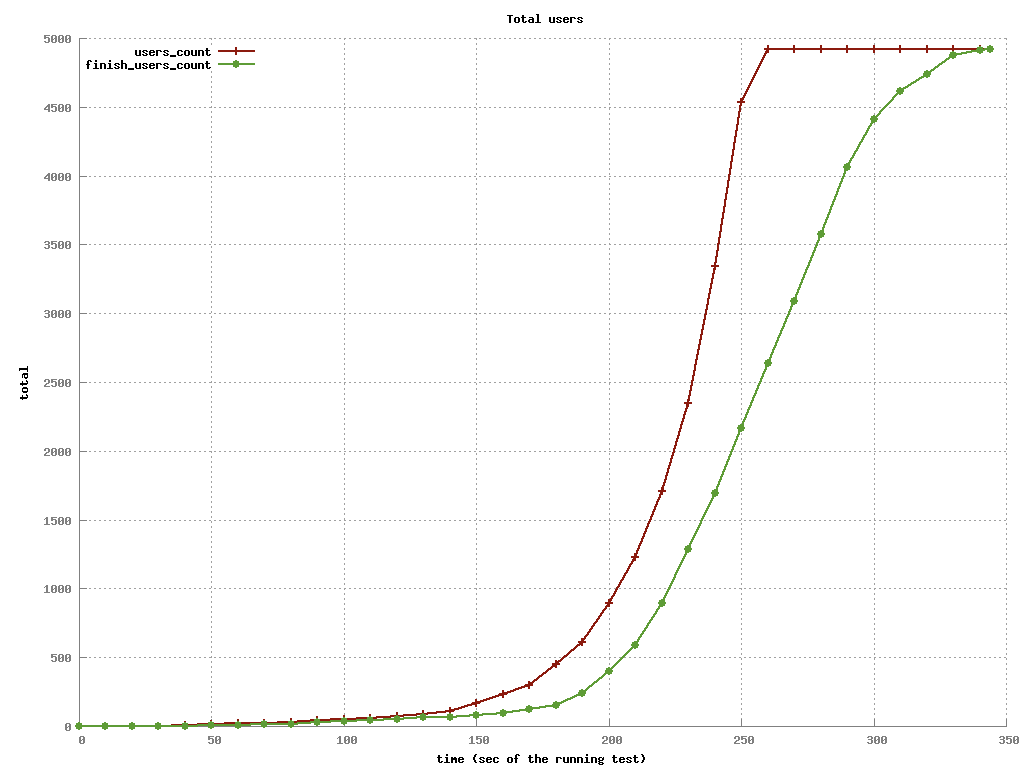 Total users
users_count
finish_users_count
5000
4500
4000
3500
3000
2500
2000
1500
1000
500
0
total
0 50 100 150 200 250 300 350
time (sec of the running test)